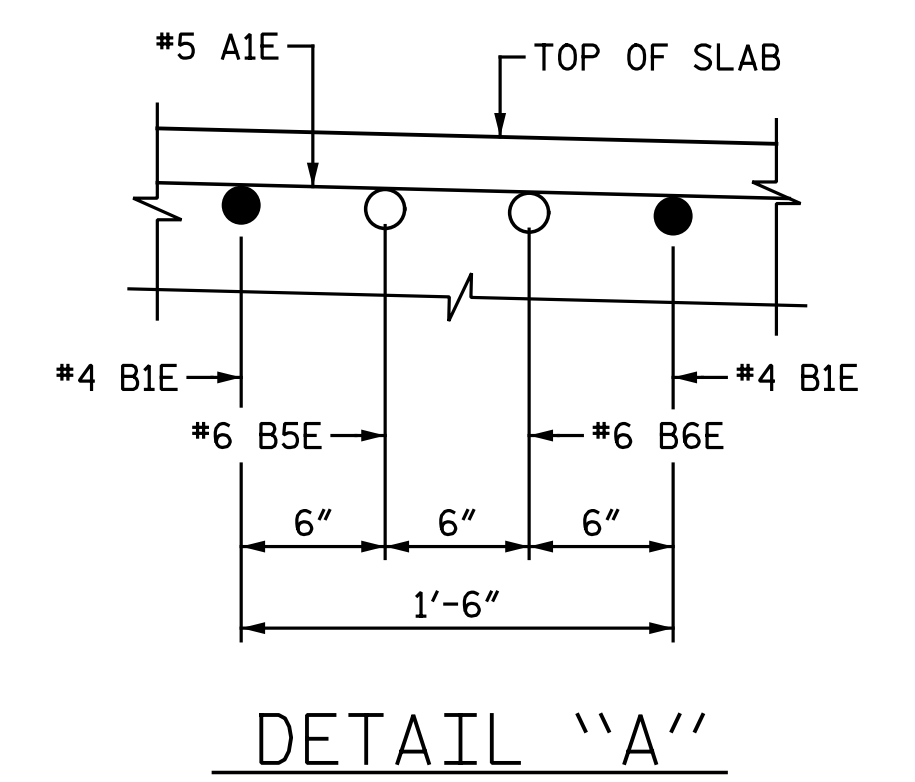 #5 A1E
TOP OF SLAB
#4 B1E
#4 B1E
#6 B5E
#6 B6E
6"
6"
6"
1'-6"
DETAIL "A"